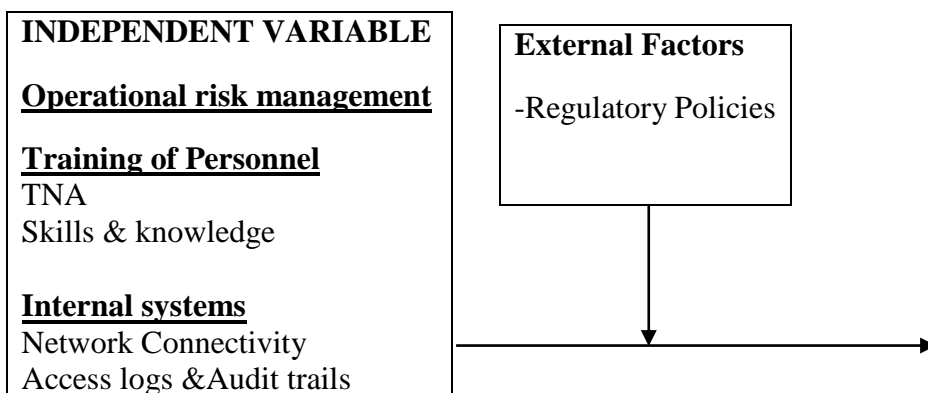 INDEPENDENT VARIABLE
Operational risk management
Training of Personnel
TNA
Skills & knowledge
Internal systems
Network Connectivity
Access logs &Audit trails
External Factors
-Regulatory Policies